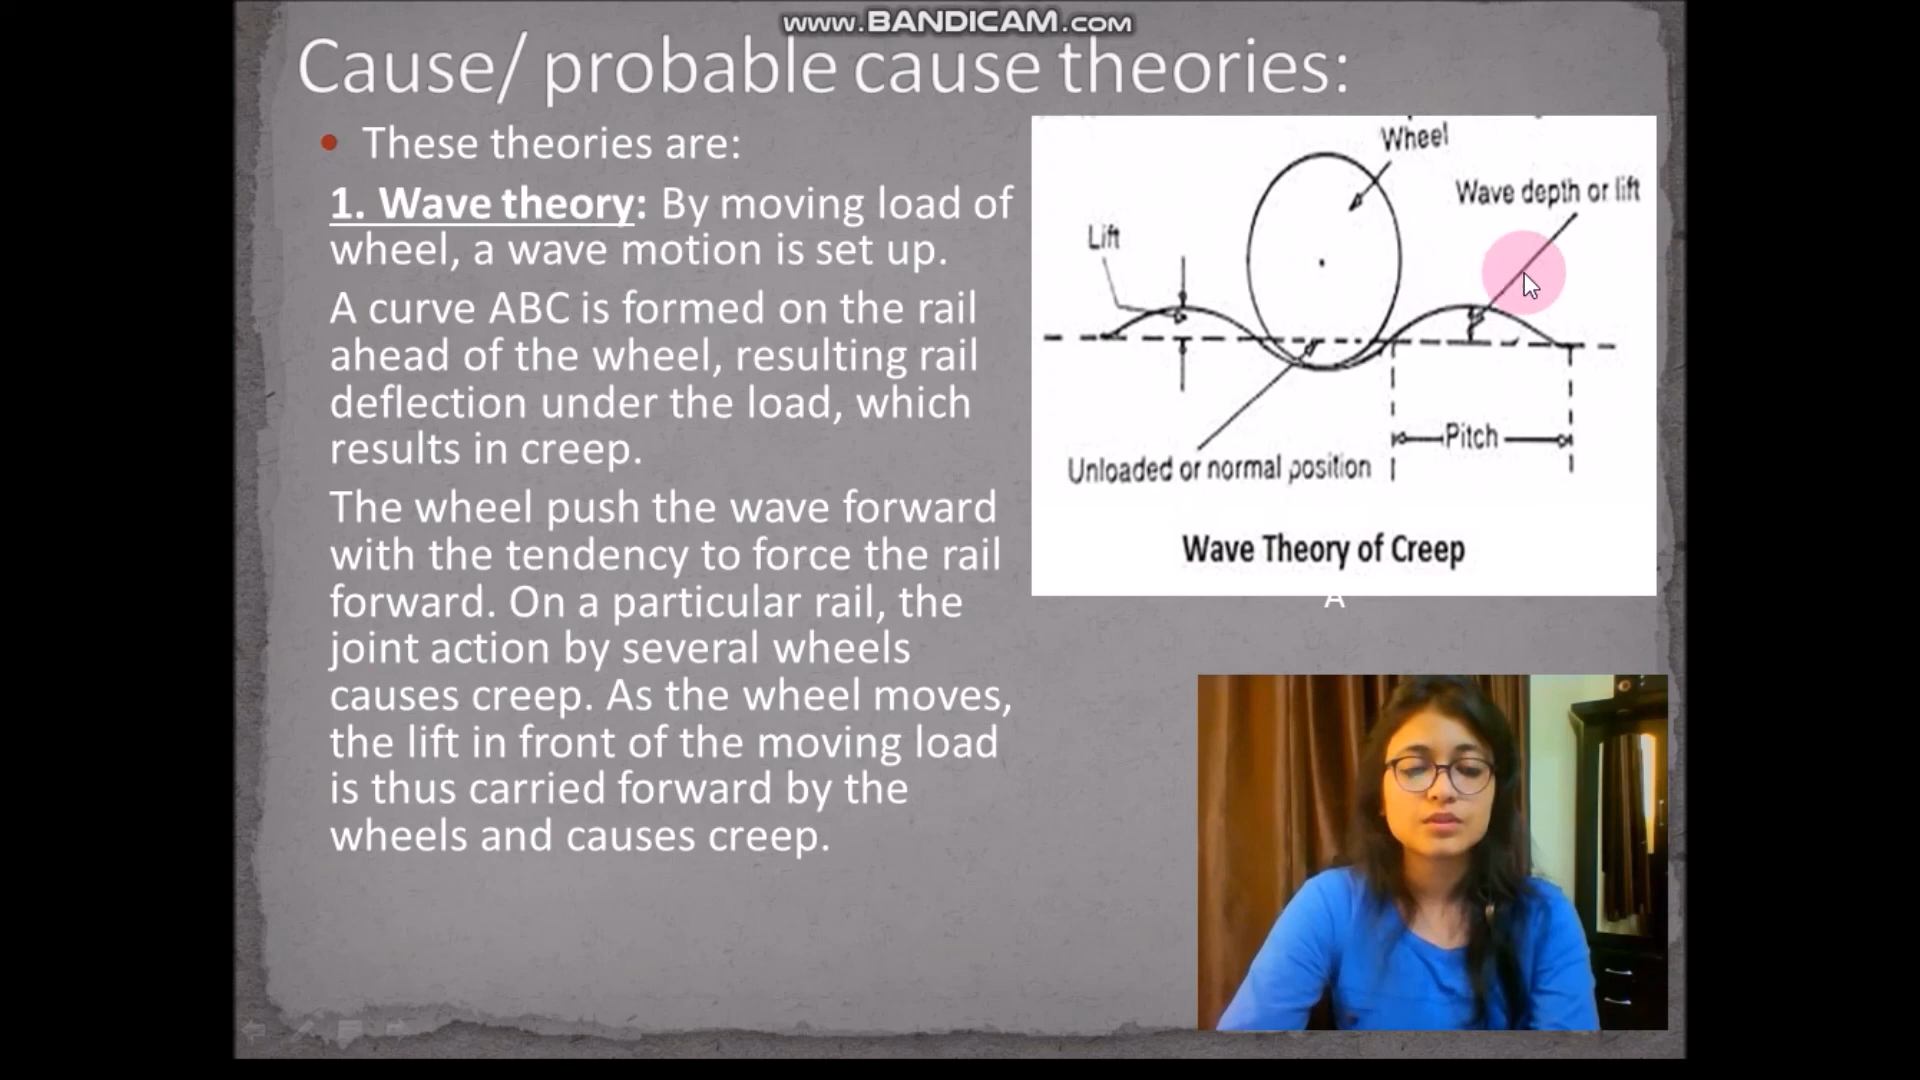 www.BANDICAM.com
Cause/ probable cause theories:
• These theories are:
1. Wave theory: By moving load of
wheel, a wave motion is set up.
A curve ABC is formed on the rail
ahead of the wheel, resulting rail
deflection under the load, which
results in creep.
The wheel push the wave forward
with the tendency to force the rail
forward. On a particular rail, the
joint action by several wheels
causes creep. As the wheel moves,
the lift in front of the moving load
is thus carried forward by the
wheels and causes creep.
Wheel
Wave depth or lift
Lift
Pitch
Unloaded or normal position
Wave Theory of Creep
A